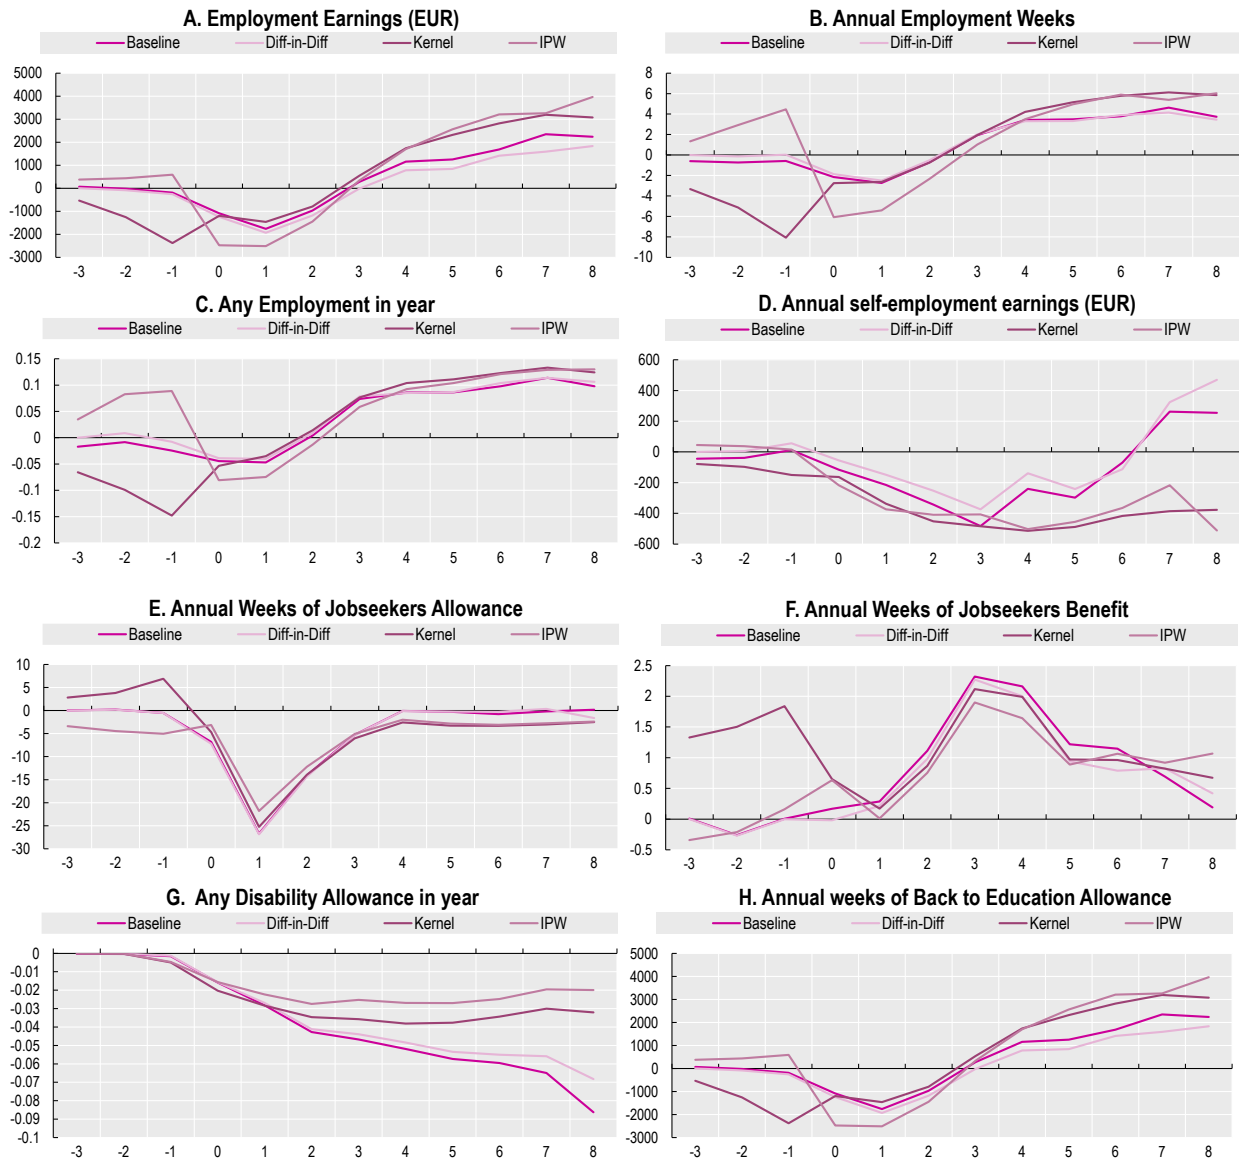 A. Employment Earnings (EUR)
Baseline Diff-in-Diff Kernel IPW
5000
4000
3000
2000
1000
0
-1000
-2000
-3000
-3 -2 -1 0 1 2 3 4 5 6 7 8
B. Annual Employment Weeks
Baseline Diff-in-Diff Kernel IPW
8
6
4
2
0
-2
-4
-6
-8
-10
-3 -2 -1 0 1 2 3 4 5 6 7 8
C. Any Employment in year
Baseline Diff-in-Diff Kernel IPW
0.15
0.1
0.05
0
-0.05
-0.1
-0.15
-0.2
-3 -2 -1 0 1 2 3 4 5 6 7 8
D. Annual self-employment earnings (EUR)
Baseline Diff-in-Diff Kernel IPW
600
400
200
0
-200
-400
-600
-3 -2 -1 0 1 2 3 4 5 6 7 8
E. Annual Weeks of Jobseekers Allowance
Baseline Diff-in-Diff Kernel IPW
10
5
0
-5
-10
-15
-20
-25
-30
-3 -2 -1 0 1 2 3 4 5 6 7 8
F. Annual Weeks of Jobseekers Benefit
Baseline Diff-in-Diff Kernel IPW
2.5
2
1.5
1
0.5
0
-0.5
-3 -2 -1 0 1 2 3 4 5 6 7 8
G. Any Disability Allowance in year
Baseline Diff-in-Diff Kernel IPW
0
-0.01
-0.02
-0.03
-0.04
-0.05
-0.06
-0.07
-0.08
-0.09
-0.1
-3 -2 -1 0 1 2 3 4 5 6 7 8
H. Annual weeks of Back to Education Allowance
Baseline Diff-in-Diff Kernel IPW
5000
4000
3000
2000
1000
0
-1000
-2000
-3000
-3 -2 -1 0 1 2 3 4 5 6 7 8